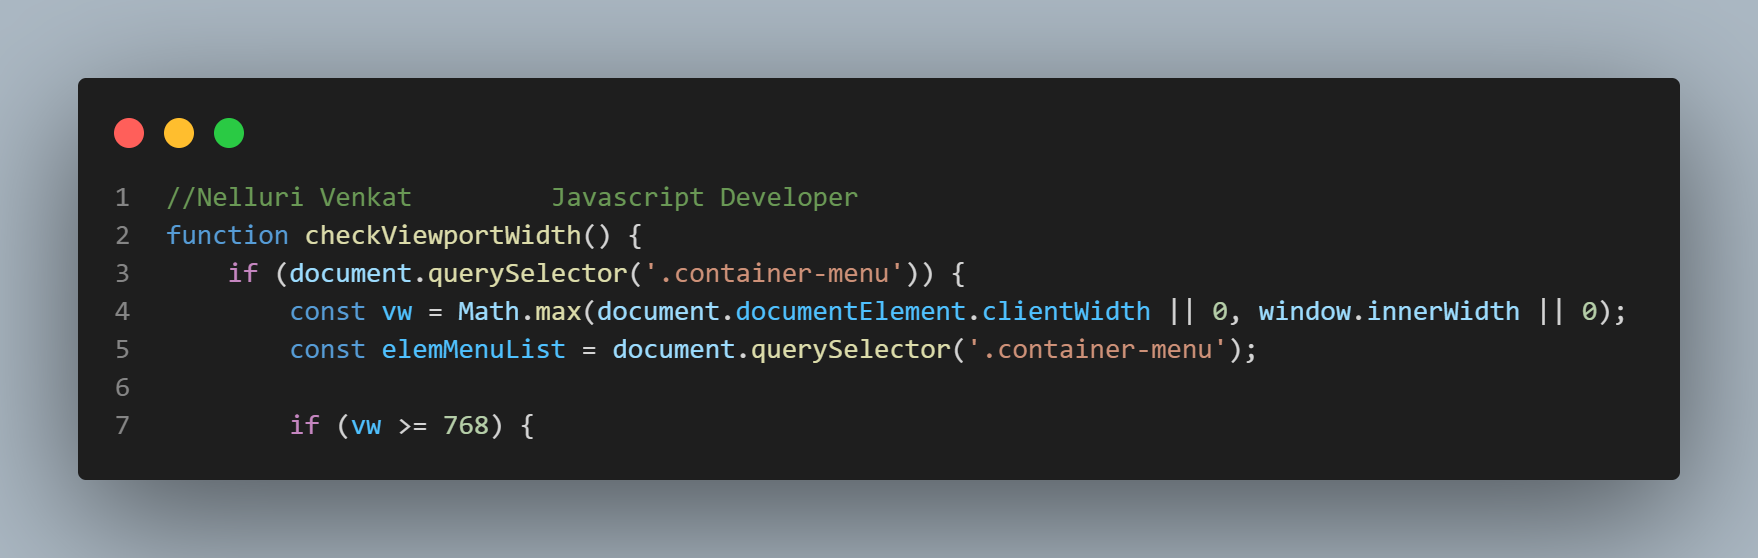 1 //Nelluri Venkat         Javascript Developer
2 function checkViewportWidth() {
3     if (document.querySelector('.container-menu')) {
4         const vw = Math.max(document.documentElement.clientWidth || 0, window.innerWidth || 0);
5         const elemMenuList = document.querySelector('.container-menu');
6
7         if (vw >= 768) {